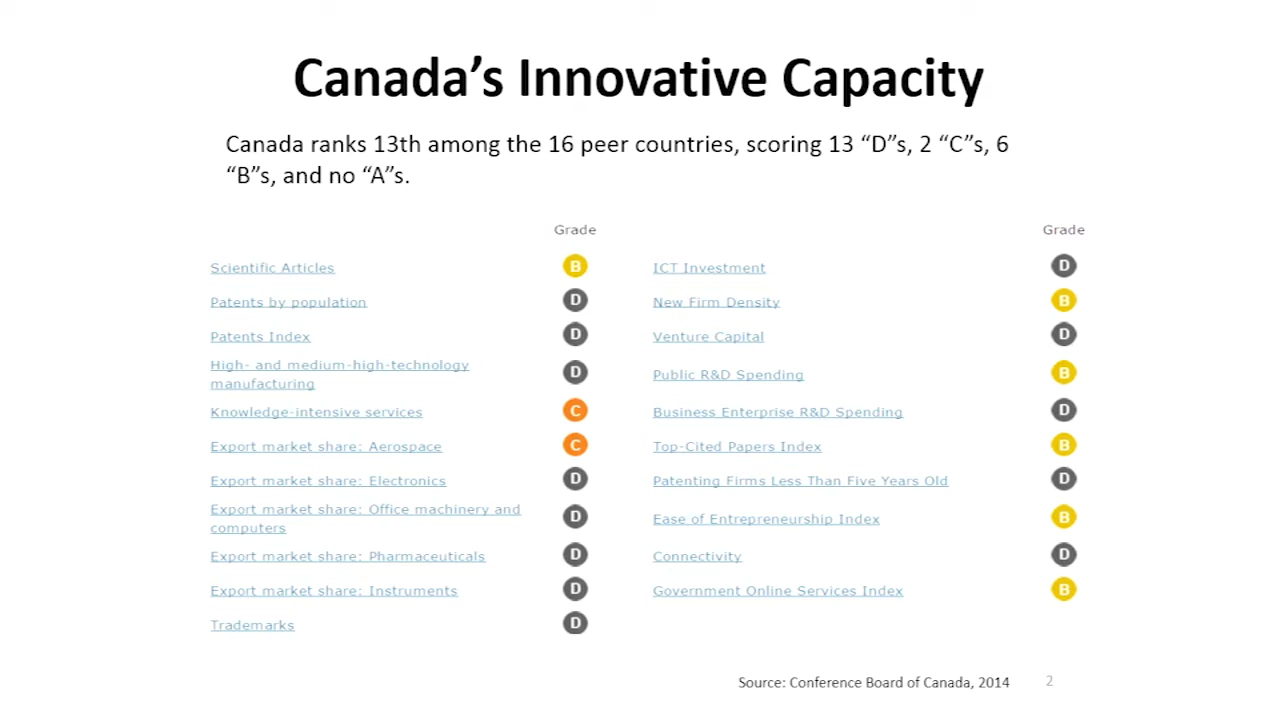 Canada’s Innovative Capacity
Canada ranks 13th among the 16 peer countries, scoring 13 “D”s, 2 “C”s, 6
“B”s, and no “A”s.
Grade
Scientific Articles B
Patents by population D
Patents Index D
High- and medium-high-technology
manufacturing D
Knowledge-intensive services C
Export market share: Aerospace C
Export market share: Electronics D
Export market share: Office machinery and
computers D
Export market share: Pharmaceuticals D
Export market share: Instruments D
Trademarks D
Grade
ICT Investment D
New Firm Density B
Venture Capital D
Public R&D Spending B
Business Enterprise R&D Spending D
Top-Cited Papers Index B
Patenting Firms Less Than Five Years Old D
Ease of Entrepreneurship Index B
Connectivity D
Government Online Services Index B
Source: Conference Board of Canada, 2014
2